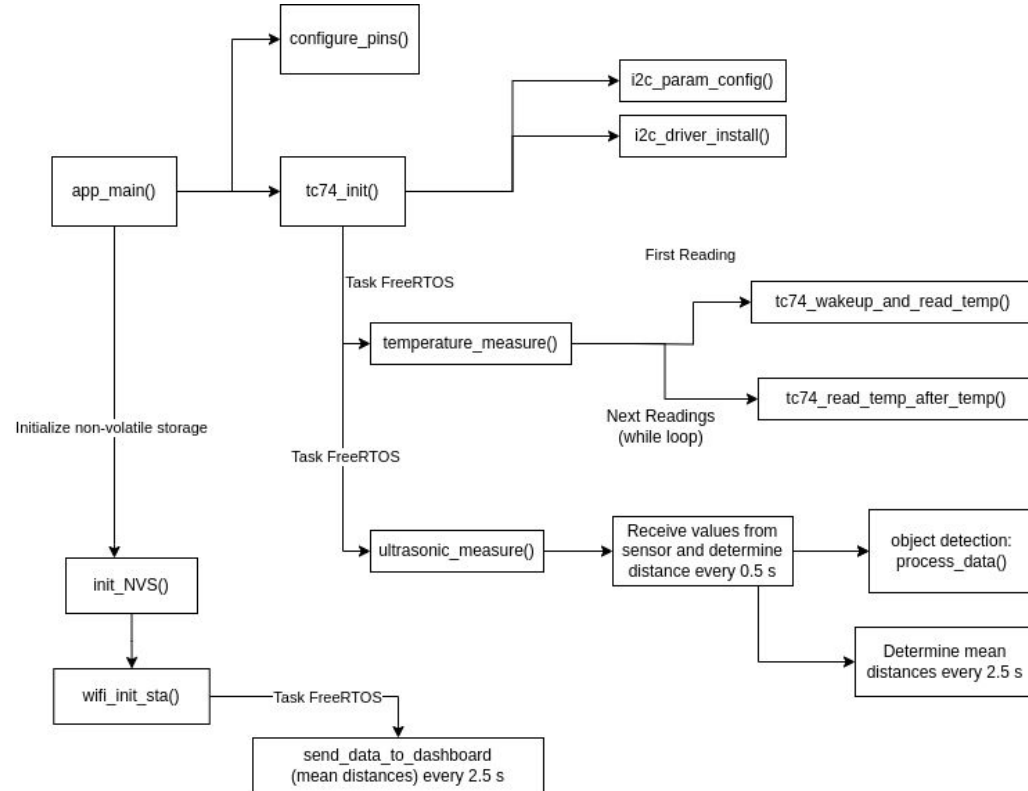 configure_pins()
i2c_param_config()
i2c_driver_install()
app_main()
tc74_init()
First Reading
Task FreeRTOS
tc74_wakeup_and_read_temp()
temperature_measure()
tc74_read_temp_after_temp()
Next Readings
(while loop)
Initialize non-volatile storage
Task FreeRTOS
Receive values from
sensor and determine
distance every 0.5 s
ultrasonic_measure()
object detection:
process_data()
init_NVS()
Determine mean
distances every 2.5 s
wifi_init_sta()
Task FreeRTOS
send_data_to_dashboard
(mean distances) every 2.5 s